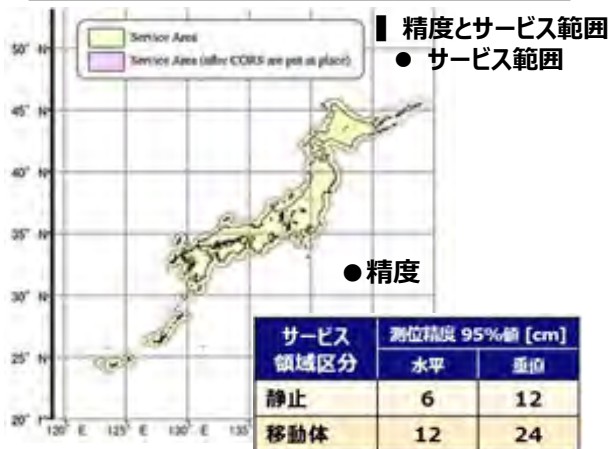 精度とサービス範囲
● サービス範囲
Service Area
Service Area (after CORS are put in place)
50° N
45° N
40° N
35° N
30° N
25° N
20°
120° E
125° E
130° E
135°
●精度
サービス領域区分 測位精度 95%値 [cm]
水平 垂直
静止 6 12
移動体 12 24